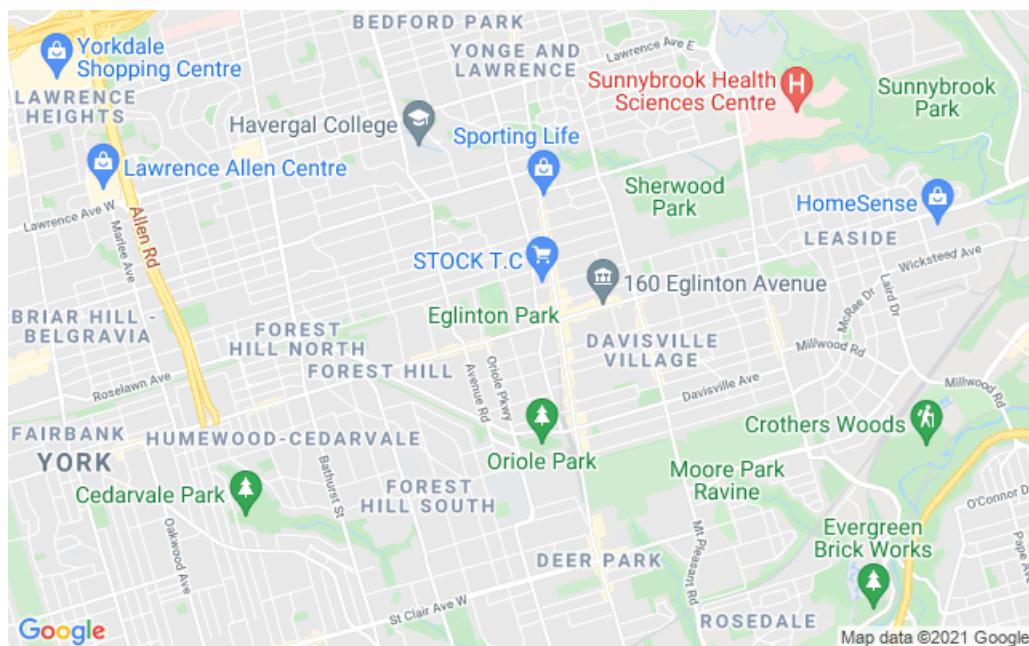 BEDFORD PARK
Yorkdale
Shopping Centre
YONGE AND
LAWRENCE
Lawrence Ave E
Sunnybrook Health
Sciences Centre
Sunnybrook
Park
LAWRENCE
HEIGHTS
Havergal College
Sporting Life
Lawrence Allen Centre
Sherwood
Park
HomeSense
Lawrence Ave W
Marlee Ave
Allen Rd
LEASIDE
Wicksteed Ave
STOCK T.C
160 Eglinton Avenue
Laird Dr
McRae Dr
BRIAR HILL -
BELGRAVIA
Eglinton Park
FOREST
HILL NORTH
DAVISVILLE
VILLAGE
Millwood Rd
FOREST HILL
Roselawn Ave
Avenue Rd
Oriole Pkwy
Davisville Ave
Millwood Rd
Crothers Woods
FAIRBANK
HUMEWOOD-CEDARVALE
YORK
Oriole Park
Moore Park
Ravine
Cedarvale Park
Bathurst St
FOREST
HILL SOUTH
O'Connor D
Oakwood Ave
Mt Pleasant Rd
Evergreen
Brick Works
Pape Av
DEER PARK
St Clair Ave W
ROSEDALE
Google
Map data ©2021 Google